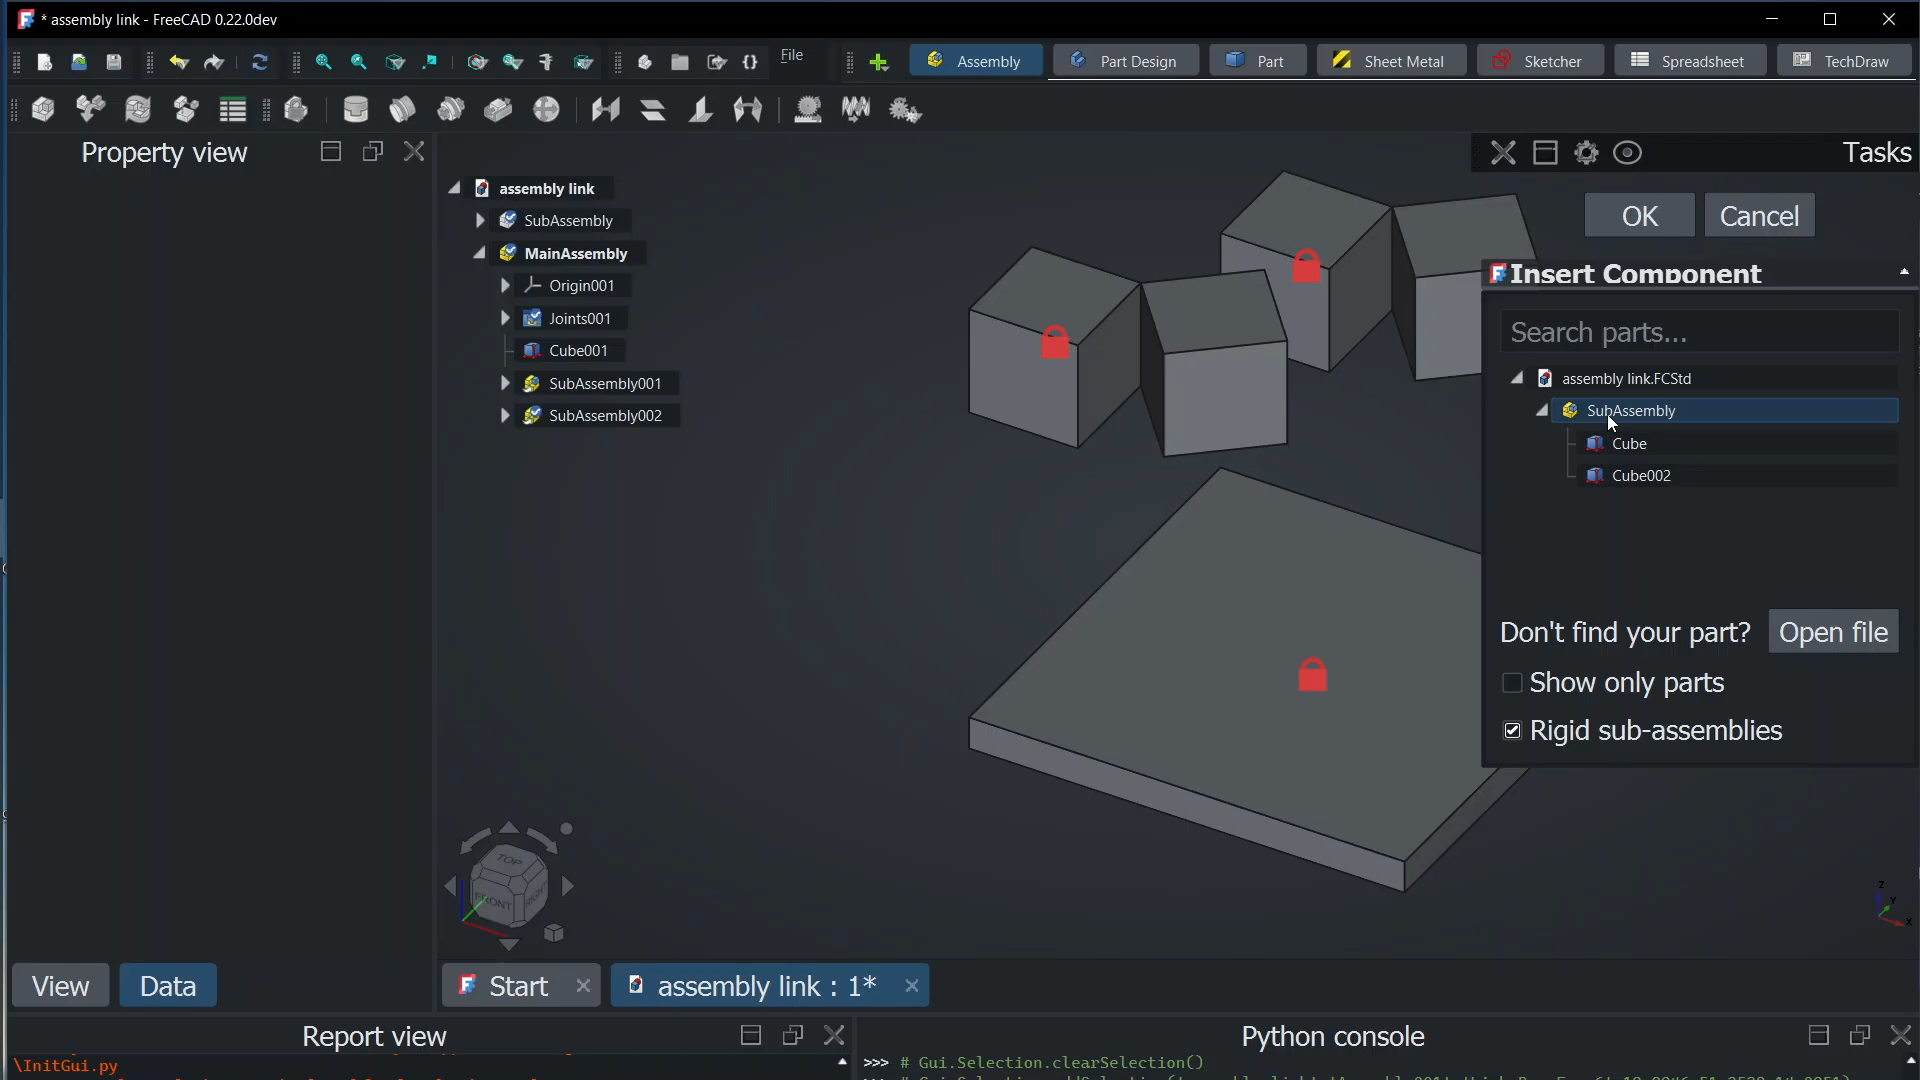 * assembly link - FreeCAD 0.22.0dev
File
Assembly
Part Design
Part
Sheet Metal
Sketcher
Spreadsheet
TechDraw
Property view
Tasks
assembly link
SubAssembly
MainAssembly
Origin001
Joints001
Cube001
SubAssembly001
SubAssembly002
OK
Cancel
Insert Component
Search parts...
assembly link.FCStd
SubAssembly
Cube
Cube002
Don't find your part?
Open file
Show only parts
Rigid sub-assemblies
TOP
FRONT
RIGHT
Z
Y
X
View
Data
Start
assembly link : 1*
Report view
Python console
\InitGui.py
>>> # Gui.Selection.clearSelection()